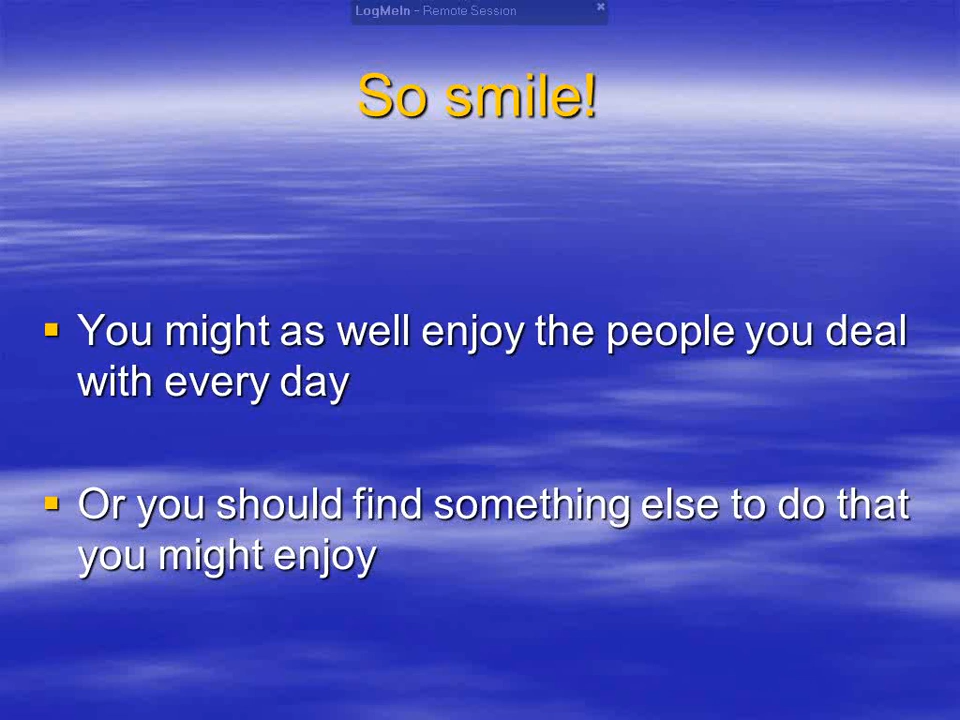 LogMeIn - Remote Session
So smile!
▪ You might as well enjoy the people you deal
with every day
▪ Or you should find something else to do that
you might enjoy